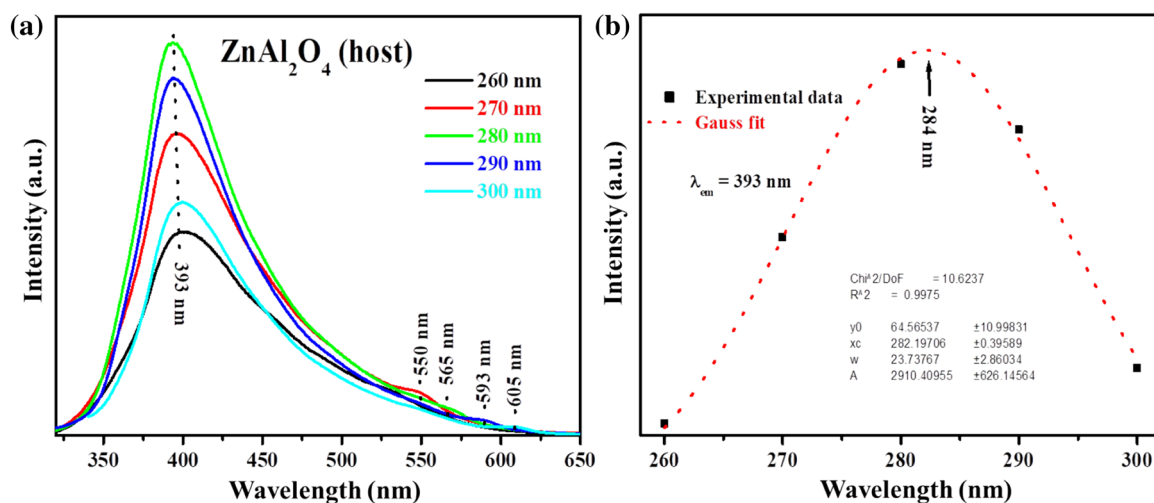 (a)
ZnAl₂O₄ (host)
260 nm
270 nm
280 nm
290 nm
300 nm
393 nm
550 nm
565 nm
593 nm
605 nm
Intensity (a.u.)
350 400 450 500 550 600 650
Wavelength (nm)
(b)
Experimental data
Gauss fit
284 nm
λem = 393 nm
Chi^2/DoF = 10.6237
R^2 = 0.9975
y0 64.56537 ±10.99831
xc 282.19706 ±0.39589
w 23.73767 ±2.86034
A 2910.40955 ±626.14564
Intensity (a.u.)
260 270 280 290 300
Wavelength (nm)